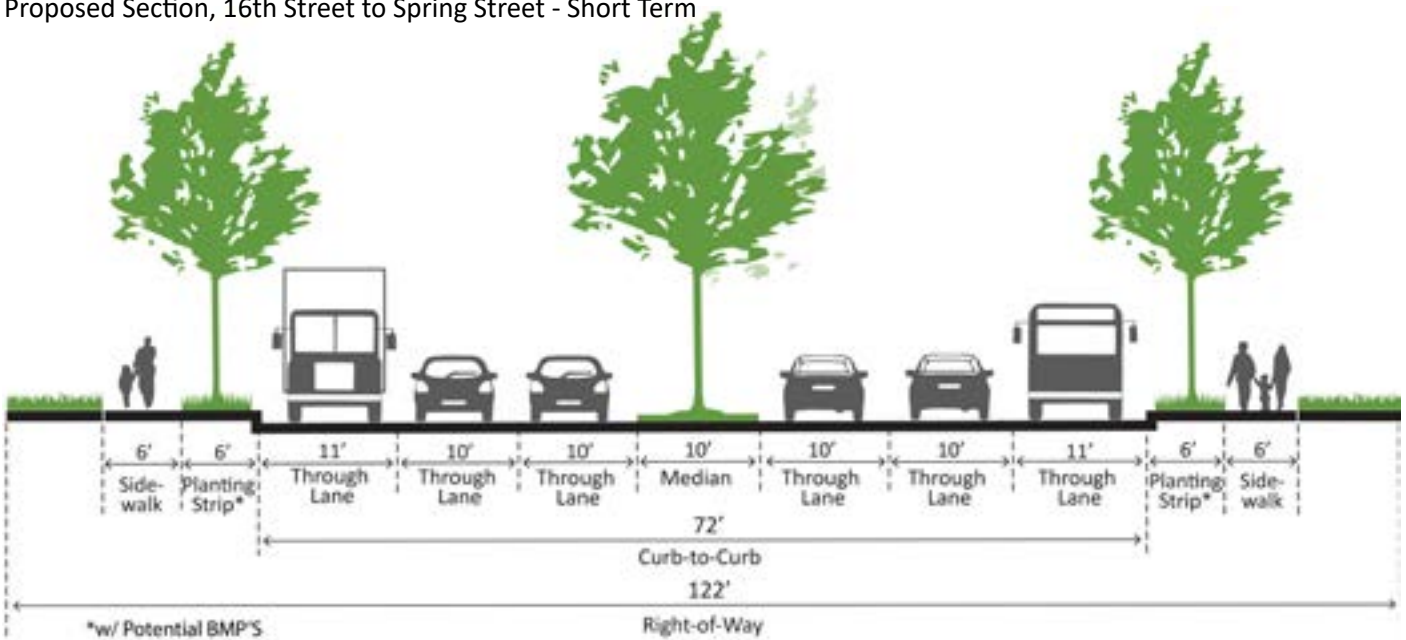 Proposed Section, 16th Street to Spring Street - Short Term
6' 6' 11' 10' 10' 10' 10' 10' 11' 6' 6'
Side- Planting Through Through Through Median Through Through Through Planting Side-
walk Strip* Lane Lane Lane Lane Lane Lane Strip* walk
72'
Curb-to-Curb
122'
*w/ Potential BMP'S Right-of-Way